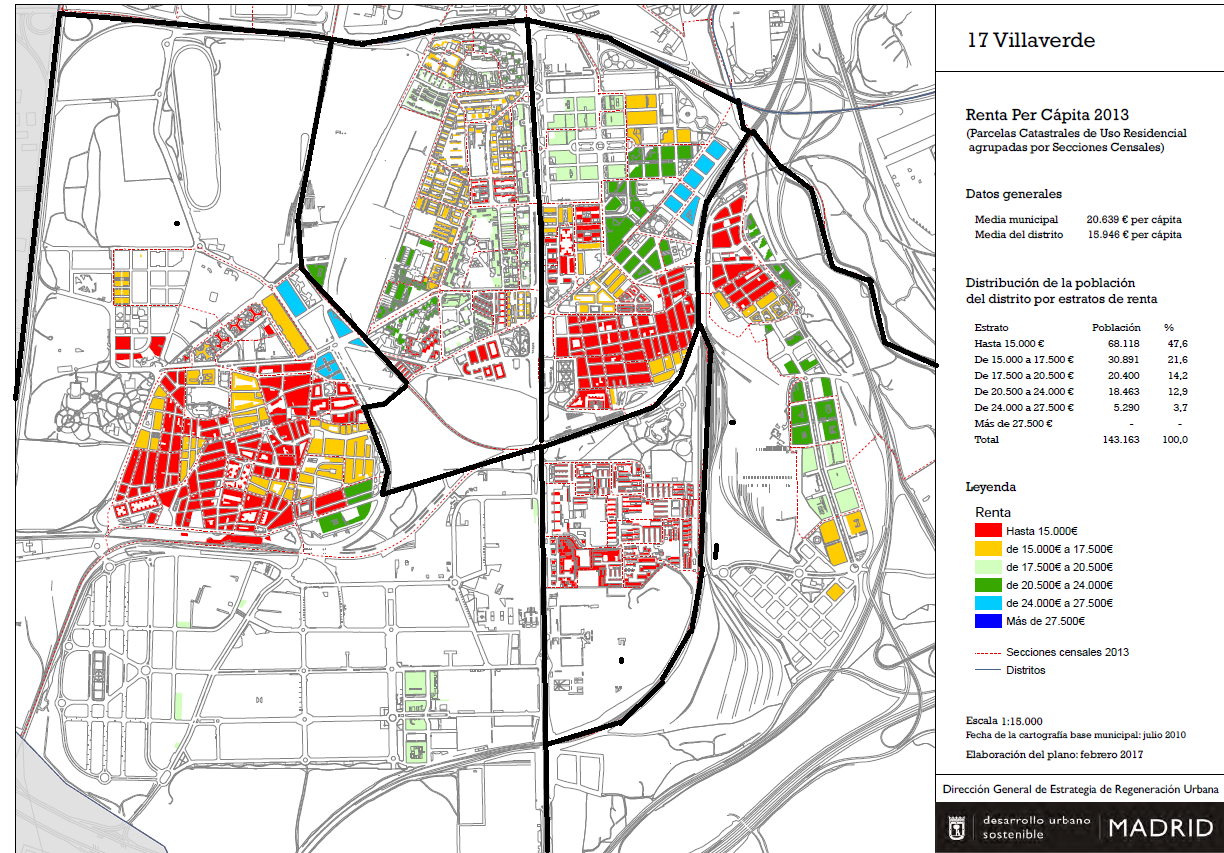 17 Villaverde
Renta Per Cápita 2013
(Parcelas Catastrales de Uso Residencial
agrupadas por Secciones Censales)
Datos generales
Media municipal 20.639 € per cápita
Media del distrito 15.946 € per cápita
Distribución de la población
del distrito por estratos de renta
Estrato Población %
Hasta 15.000 € 68.118 47,6
De 15.000 a 17.500 € 30.891 21,6
De 17.500 a 20.500 € 20.400 14,2
De 20.500 a 24.000 € 18.463 12,9
De 24.000 a 27.500 € 5.290 3,7
Más de 27.500 € - -
Total 143.163 100,0
Leyenda
Renta
Hasta 15.000€
de 15.000€ a 17.500€
de 17.500€ a 20.500€
de 20.500€ a 24.000€
de 24.000€ a 27.500€
Más de 27.500€
Secciones censales 2013
Distritos
Escala 1:15.000
Fecha de la cartografía base municipal: julio 2010
Elaboración del plano: febrero 2017
Dirección General de Estrategia de Regeneración Urbana
desarrollo urbano
sostenible
MADRID